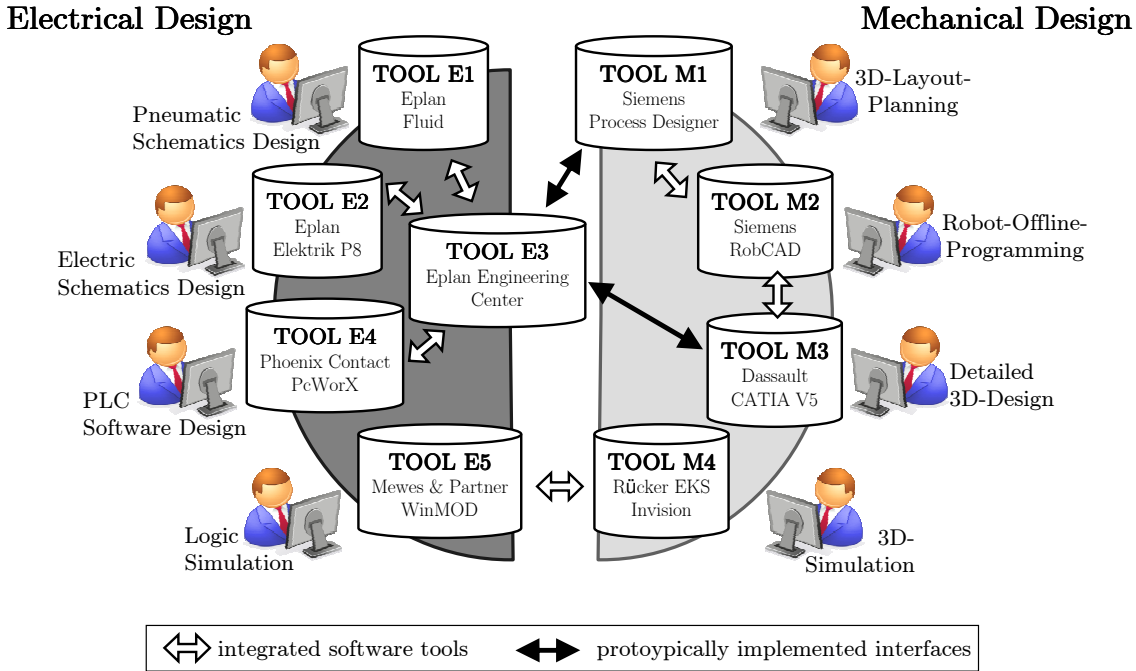 Electrical Design
Mechanical Design
TOOL E1
Eplan
Fluid
Pneumatic
Schematics Design
TOOL M1
Siemens
Process Designer
3D-Layout-
Planning
TOOL E2
Eplan
Elektrik P8
Electric
Schematics Design
TOOL E3
Eplan Engineering
Center
TOOL M2
Siemens
RobCAD
Robot-Offline-
Programming
TOOL E4
Phoenix Contact
PcWorX
PLC
Software Design
TOOL M3
Dassault
CATIA V5
Detailed
3D-Design
TOOL E5
Mewes & Partner
WinMOD
Logic
Simulation
TOOL M4
Rücker EKS
Invision
3D-
Simulation
integrated software tools
protoypically implemented interfaces